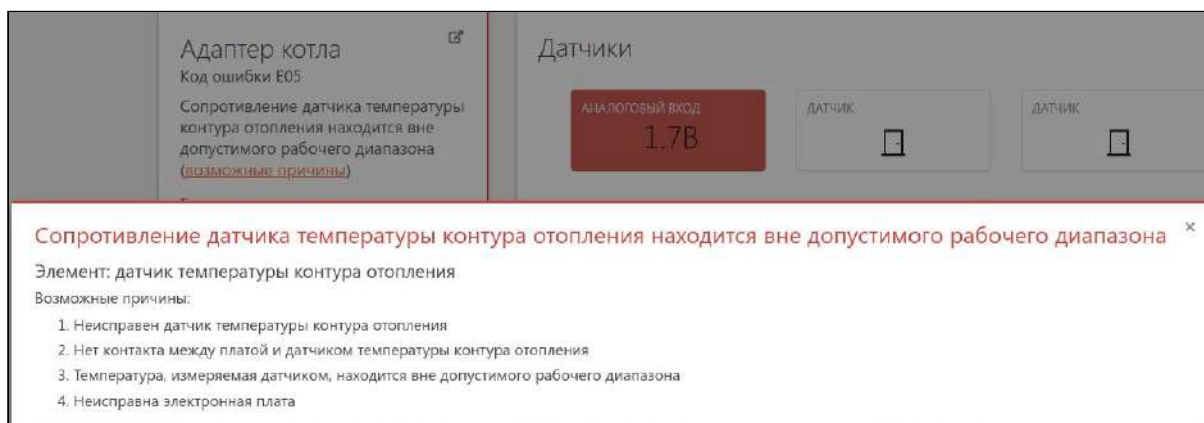 Адаптер котла
Код ошибки E05
Сопротивление датчика температуры
контура отопления находится вне
допустимого рабочего диапазона
(возможные причины)
Датчики
АНАЛОГОВЫЙ ВХОД
1.7В
ДАТЧИК
ДАТЧИК
Сопротивление датчика температуры контура отопления находится вне допустимого рабочего диапазона ×
Элемент: датчик температуры контура отопления
Возможные причины:
1. Неисправен датчик температуры контура отопления
2. Нет контакта между платой и датчиком температуры контура отопления
3. Температура, измеряемая датчиком, находится вне допустимого рабочего диапазона
4. Неисправна электронная плата